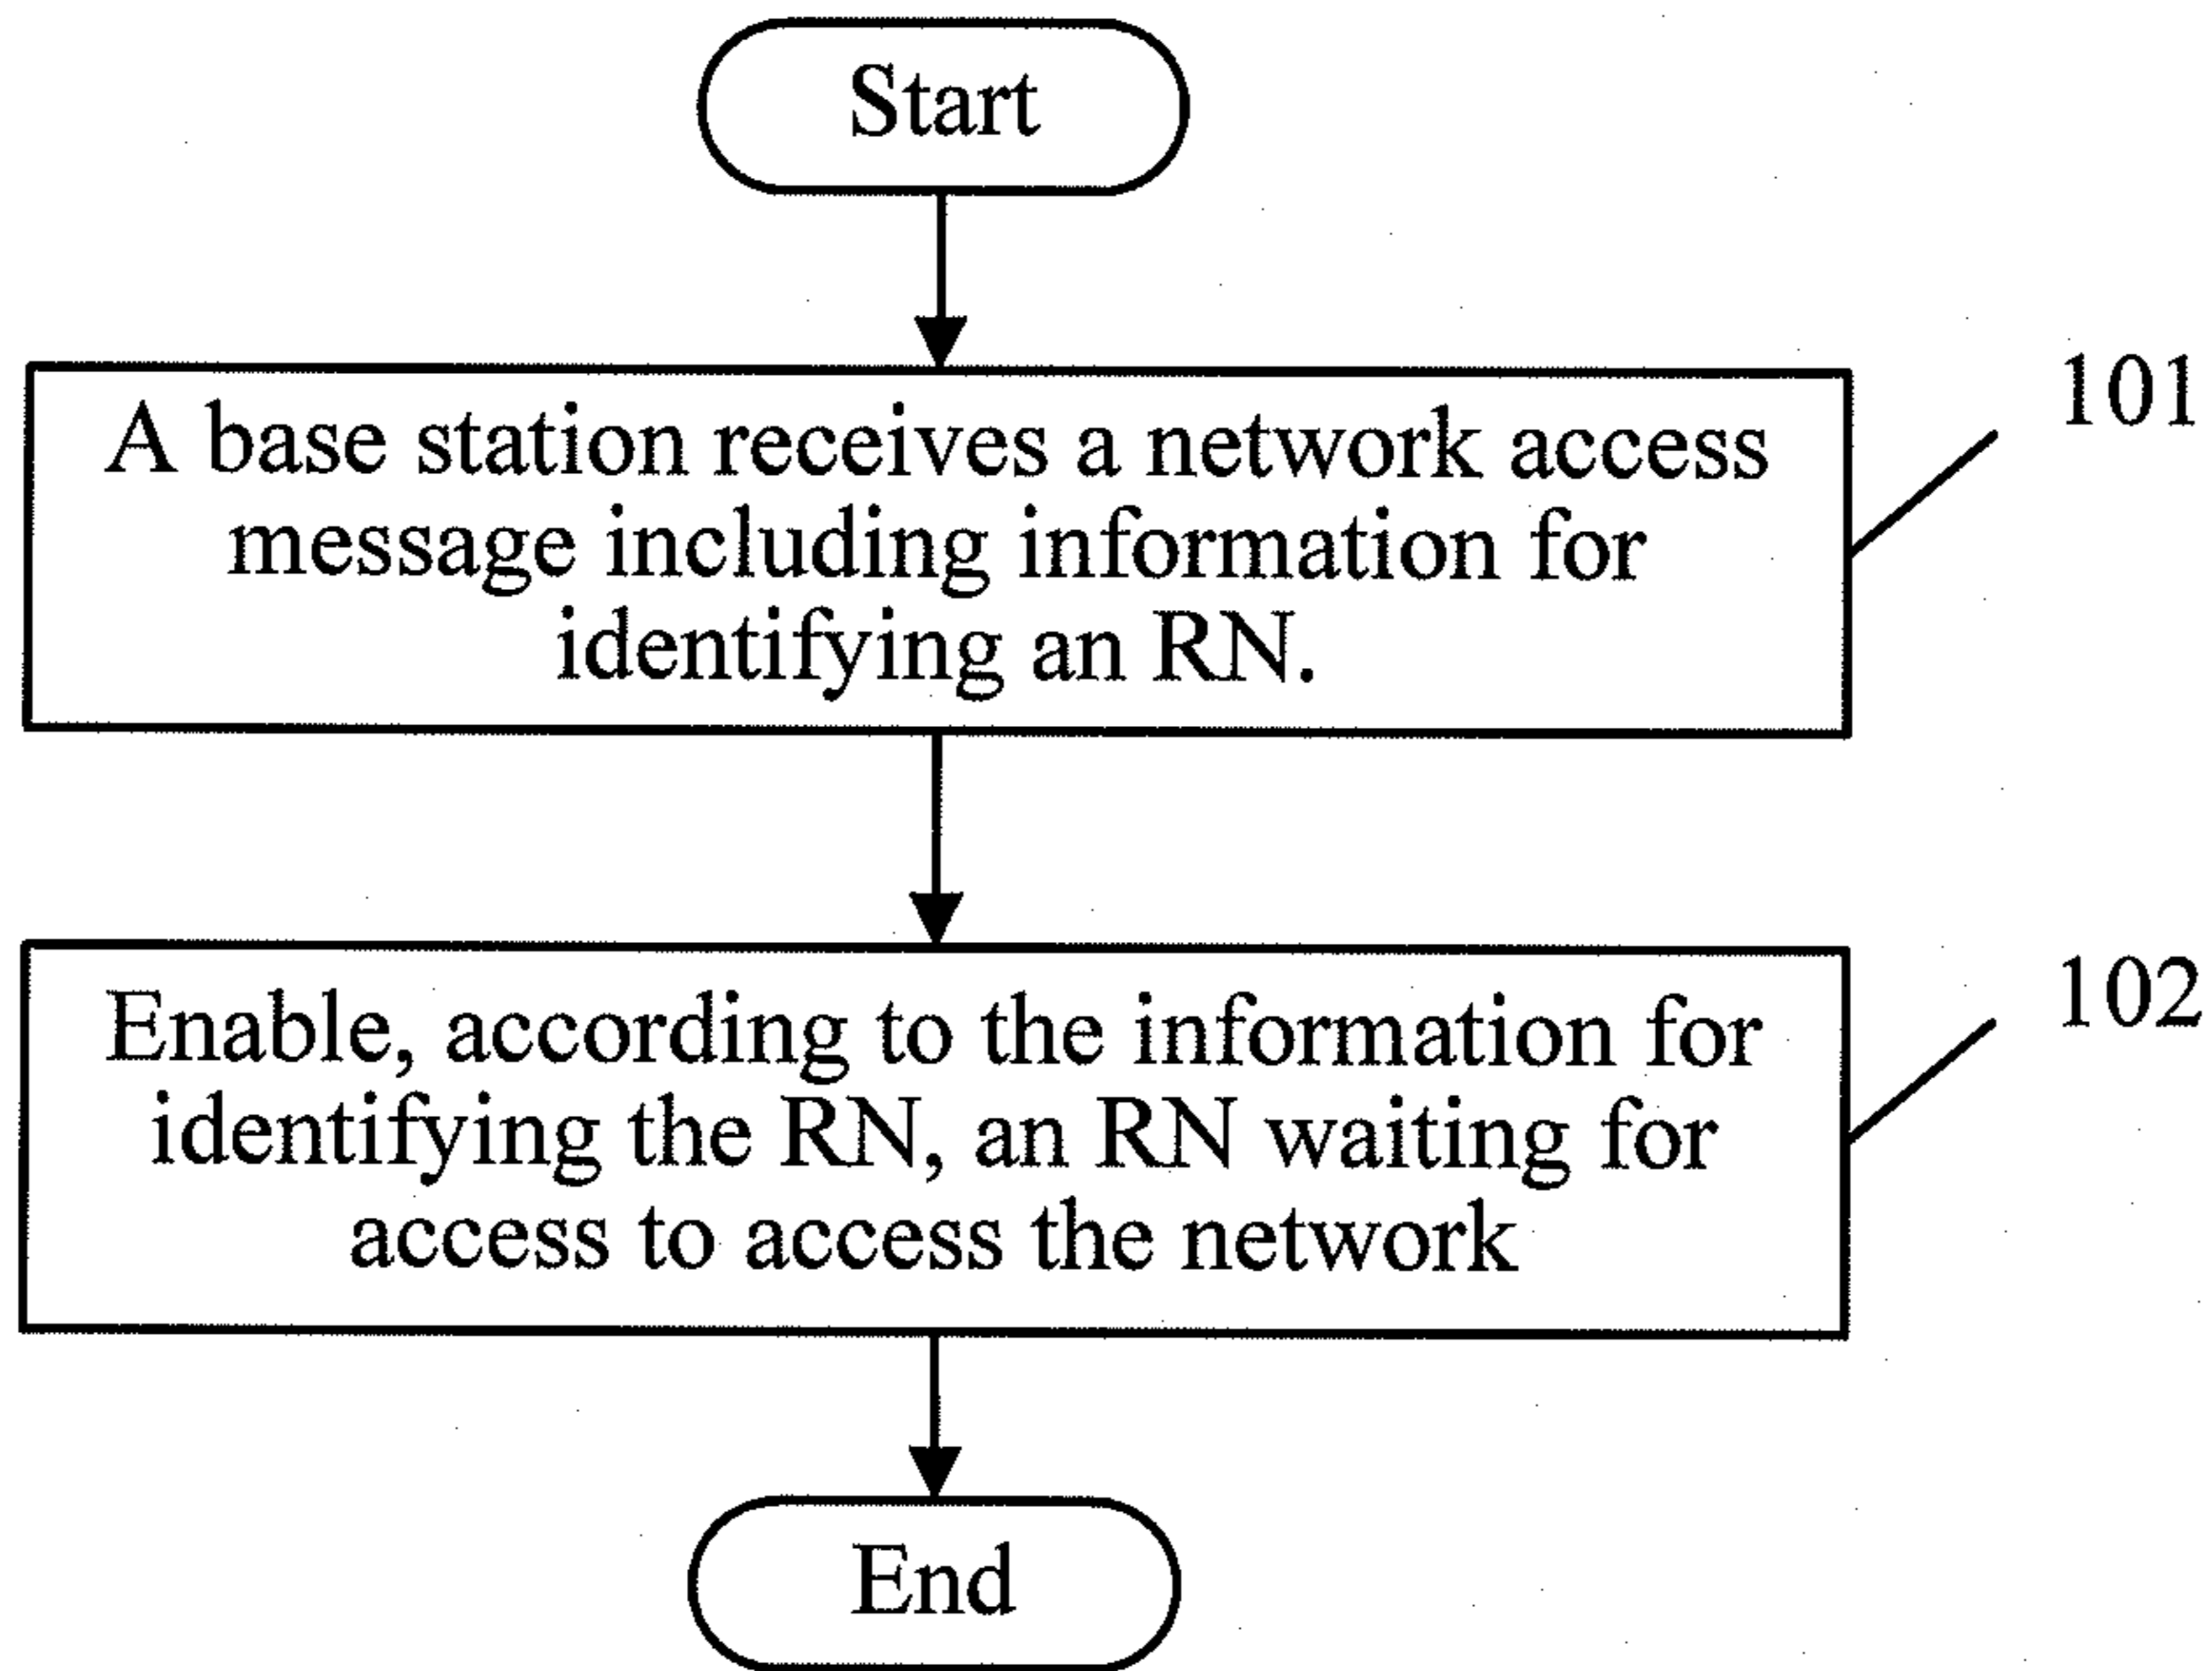 Start
101
A base station receives a network access
message including information for
identifying an RN.
102
Enable, according to the information for
identifying the RN, an RN waiting for
access to access the network
End